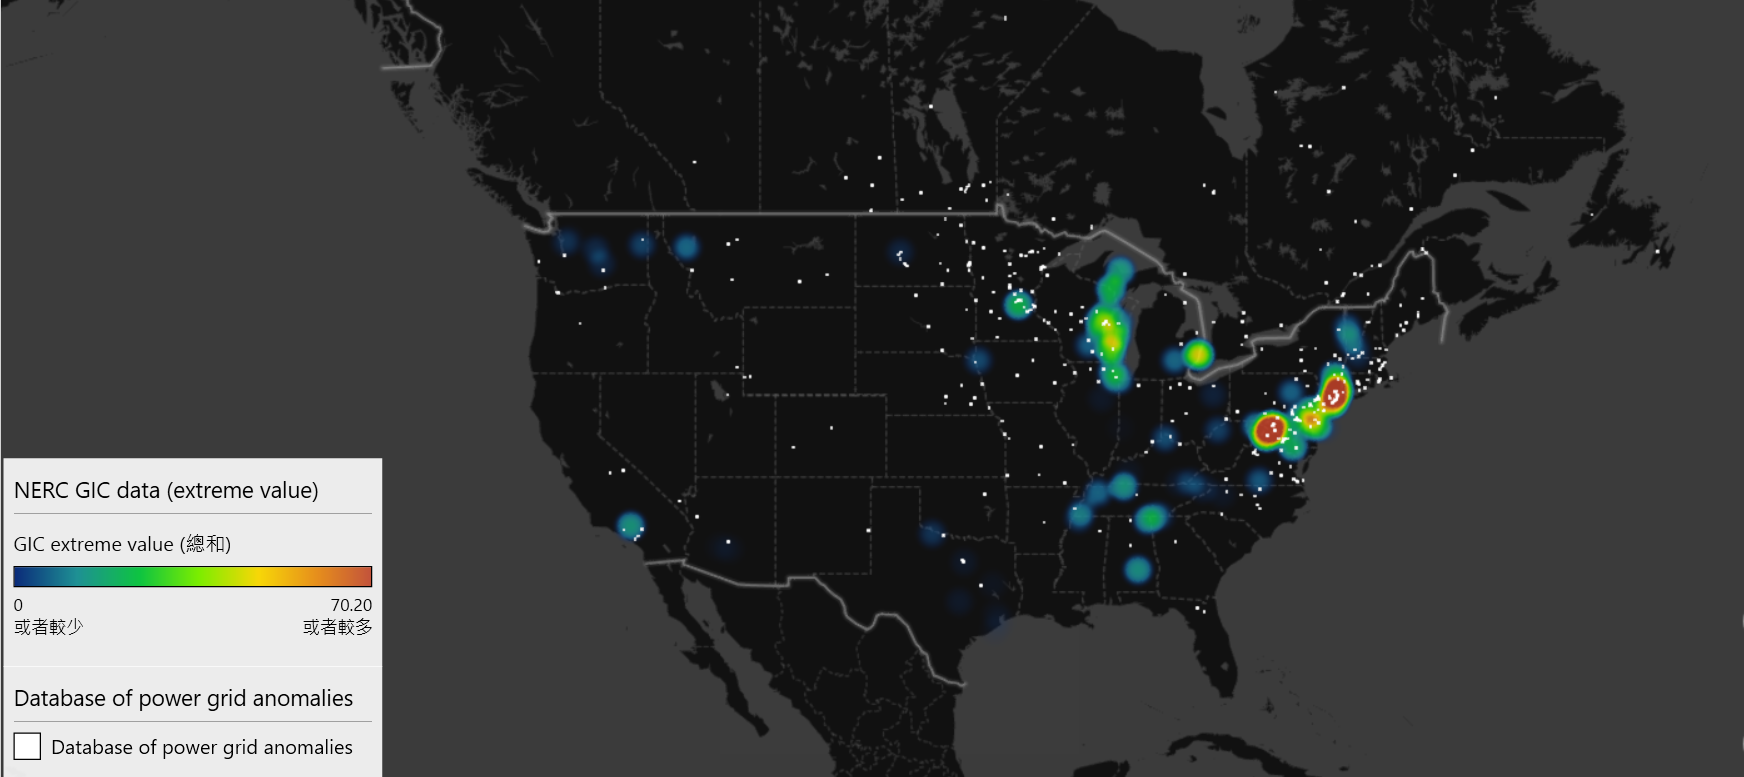 NERC GIC data (extreme value)
GIC extreme value (總和)
0
70.20
或者較少
或者較多
Database of power grid anomalies
Database of power grid anomalies